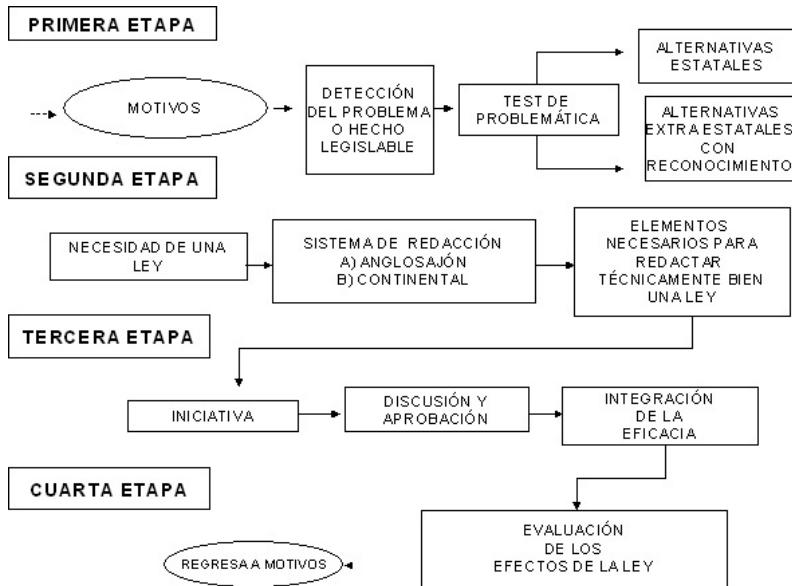 PRIMERA ETAPA
MOTIVOS
DETECCIÓN
DEL PROBLEMA
O HECHO
LEGISLABLE
TEST DE
PROBLEMÁTICA
ALTERNATIVAS
ESTATALES
ALTERNATIVAS
EXTRA ESTATALES
CON
RECONOCIMIENTO
SEGUNDA ETAPA
NECESIDAD DE UNA
LEY
SISTEMA DE REDACCIÓN
A) ANGLOSAJÓN
B) CONTINENTAL
ELEMENTOS
NECESARIOS PARA
REDACTAR
TÉCNICAMENTE BIEN
UNA LEY
TERCERA ETAPA
INICIATIVA
DISCUSIÓN Y
APROBACIÓN
INTEGRACIÓN
DE LA
EFICACIA
CUARTA ETAPA
EVALUACIÓN
DE LOS
EFECTOS DE LA LEY
REGRESA A MOTIVOS